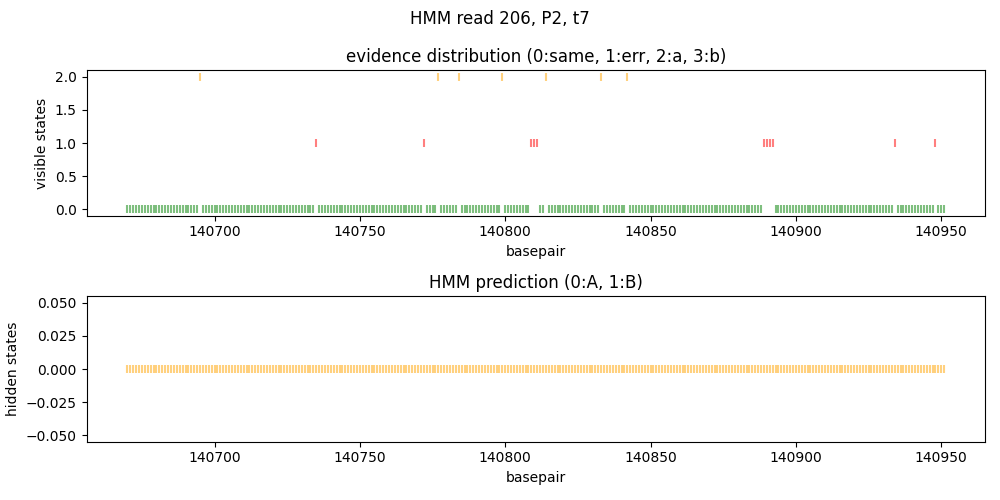 HMM read 206, P2, t7
evidence distribution (0:same, 1:err, 2:a, 3:b)
visible states
2.0
1.5
1.0
0.5
0.0
140700 140750 140800 140850 140900 140950
basepair
HMM prediction (0:A, 1:B)
hidden states
0.050
0.025
0.000
−0.025
−0.050
140700 140750 140800 140850 140900 140950
basepair